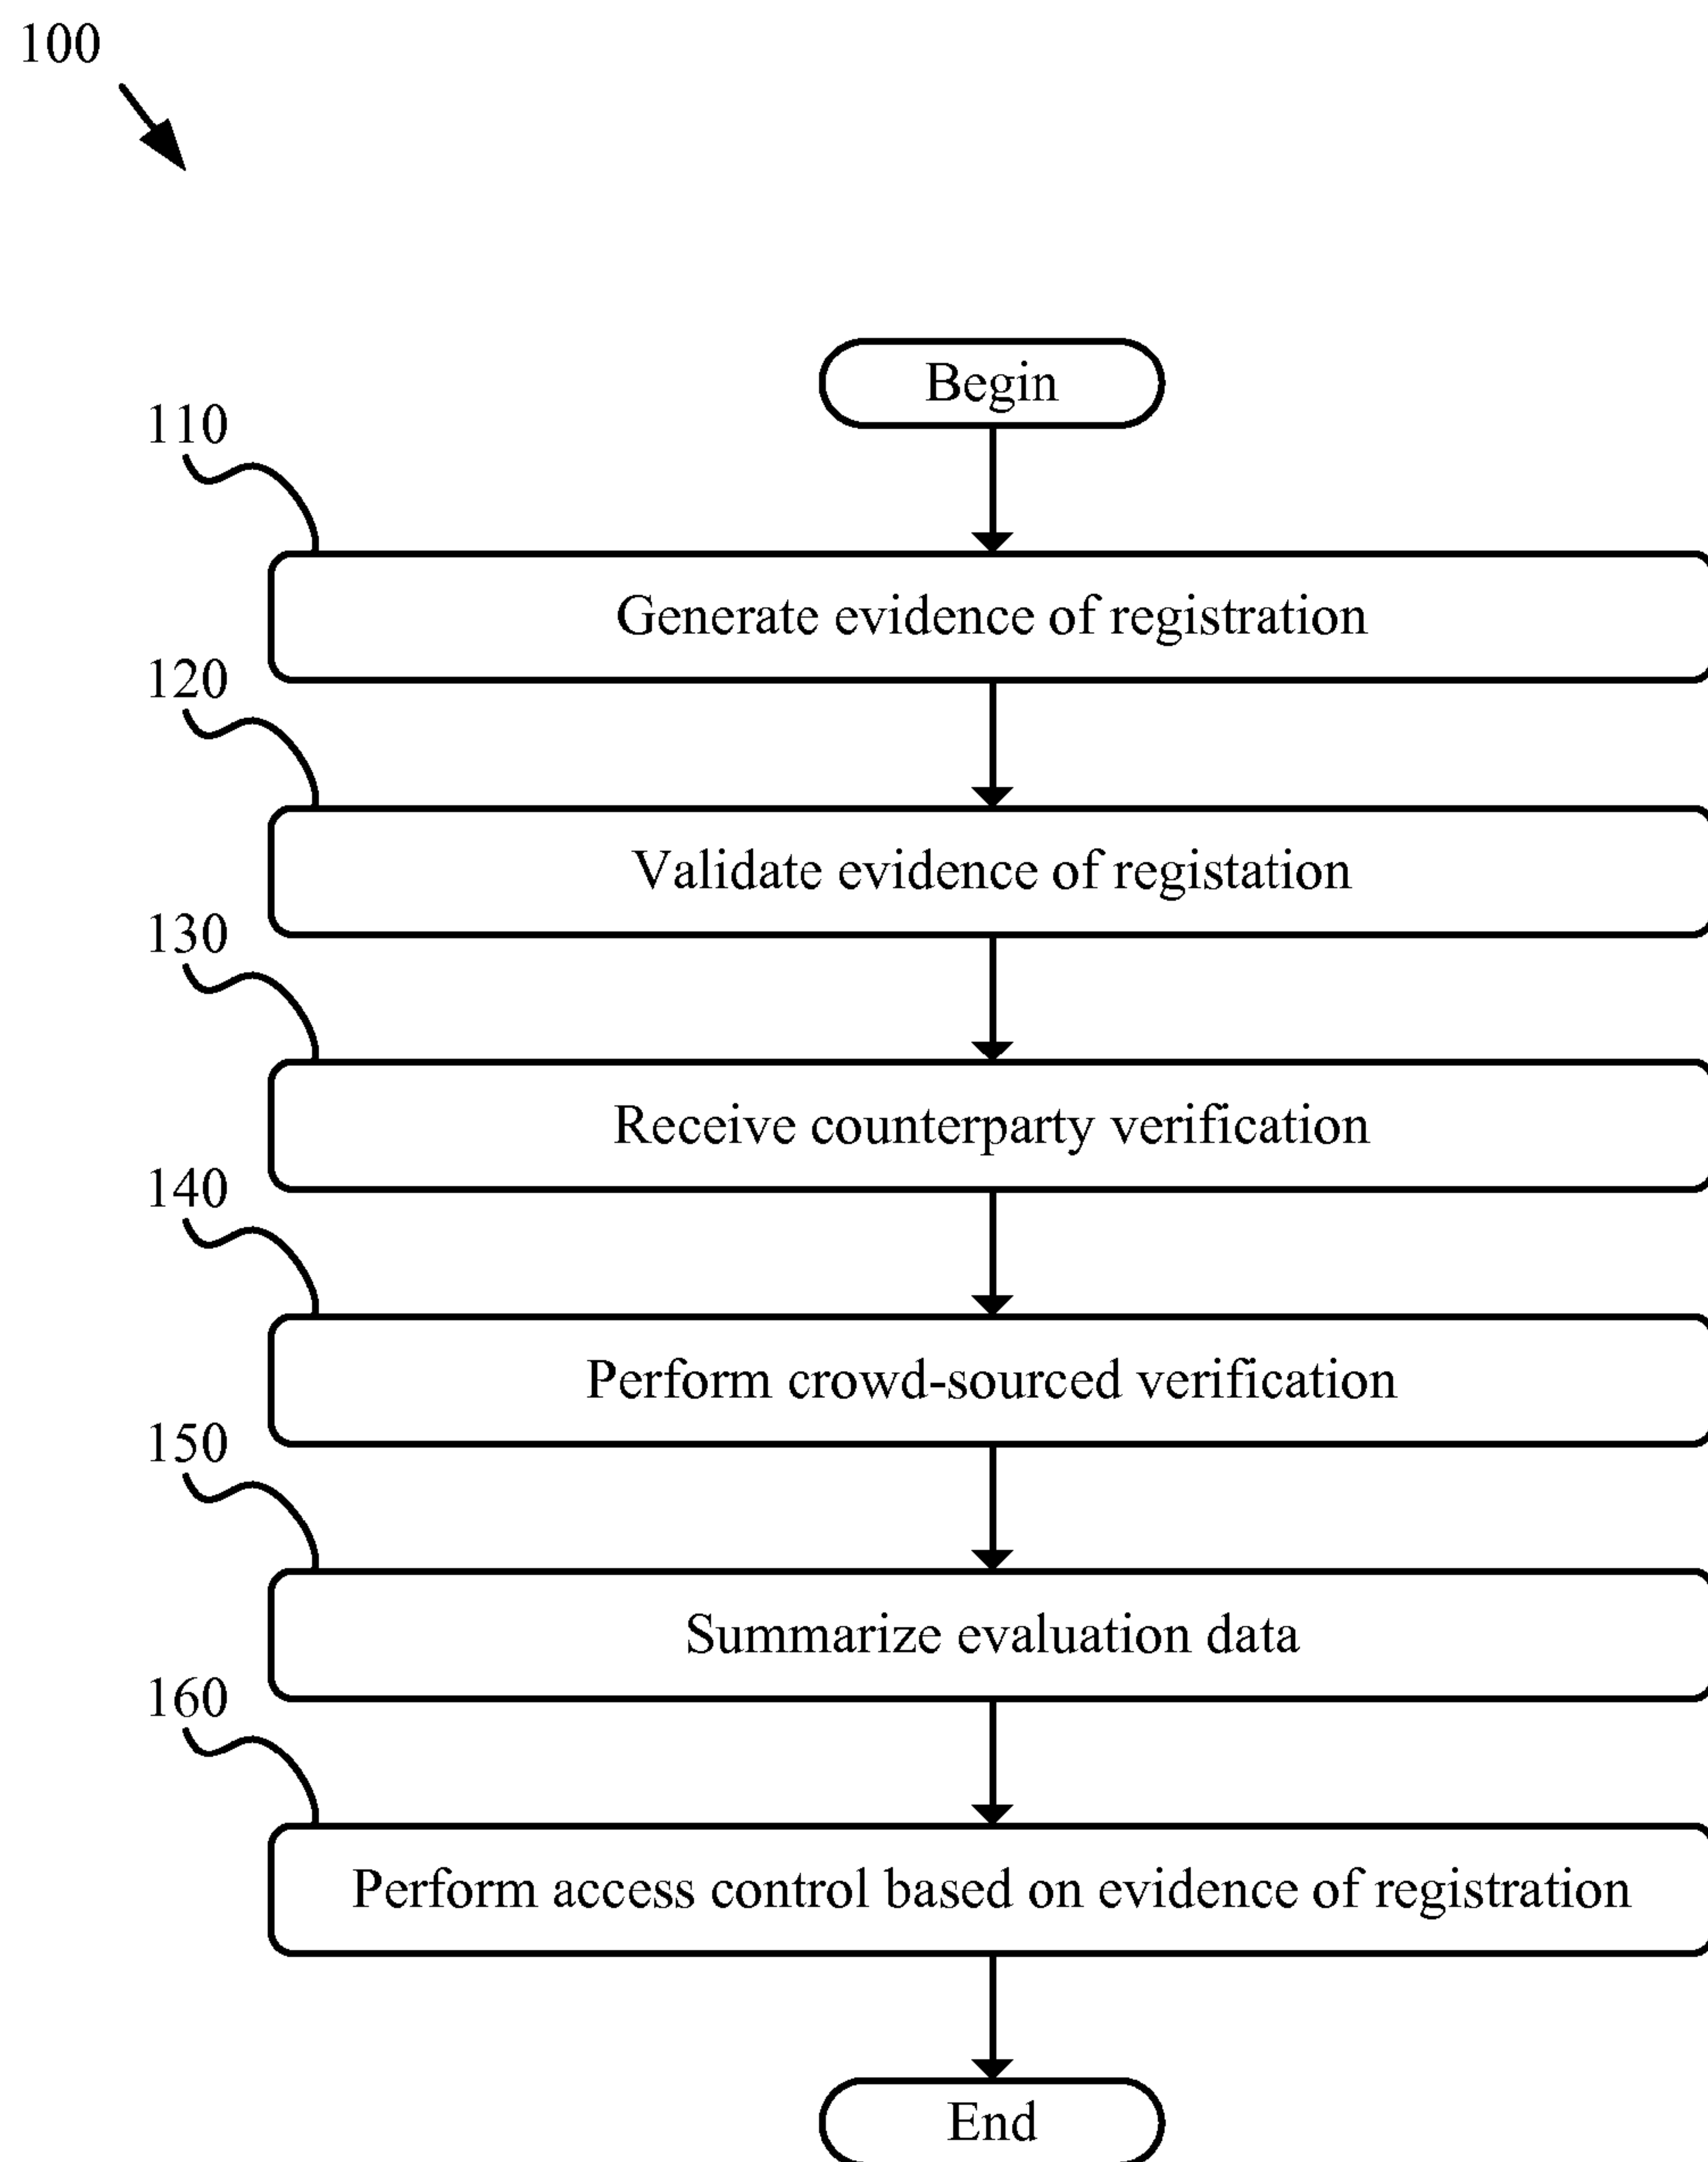 100
Begin
110
Generate evidence of registration
120
Validate evidence of registation
130
Receive counterparty verification
140
Perform crowd-sourced verification
150
Summarize evaluation data
160
Perform access control based on evidence of registration
End